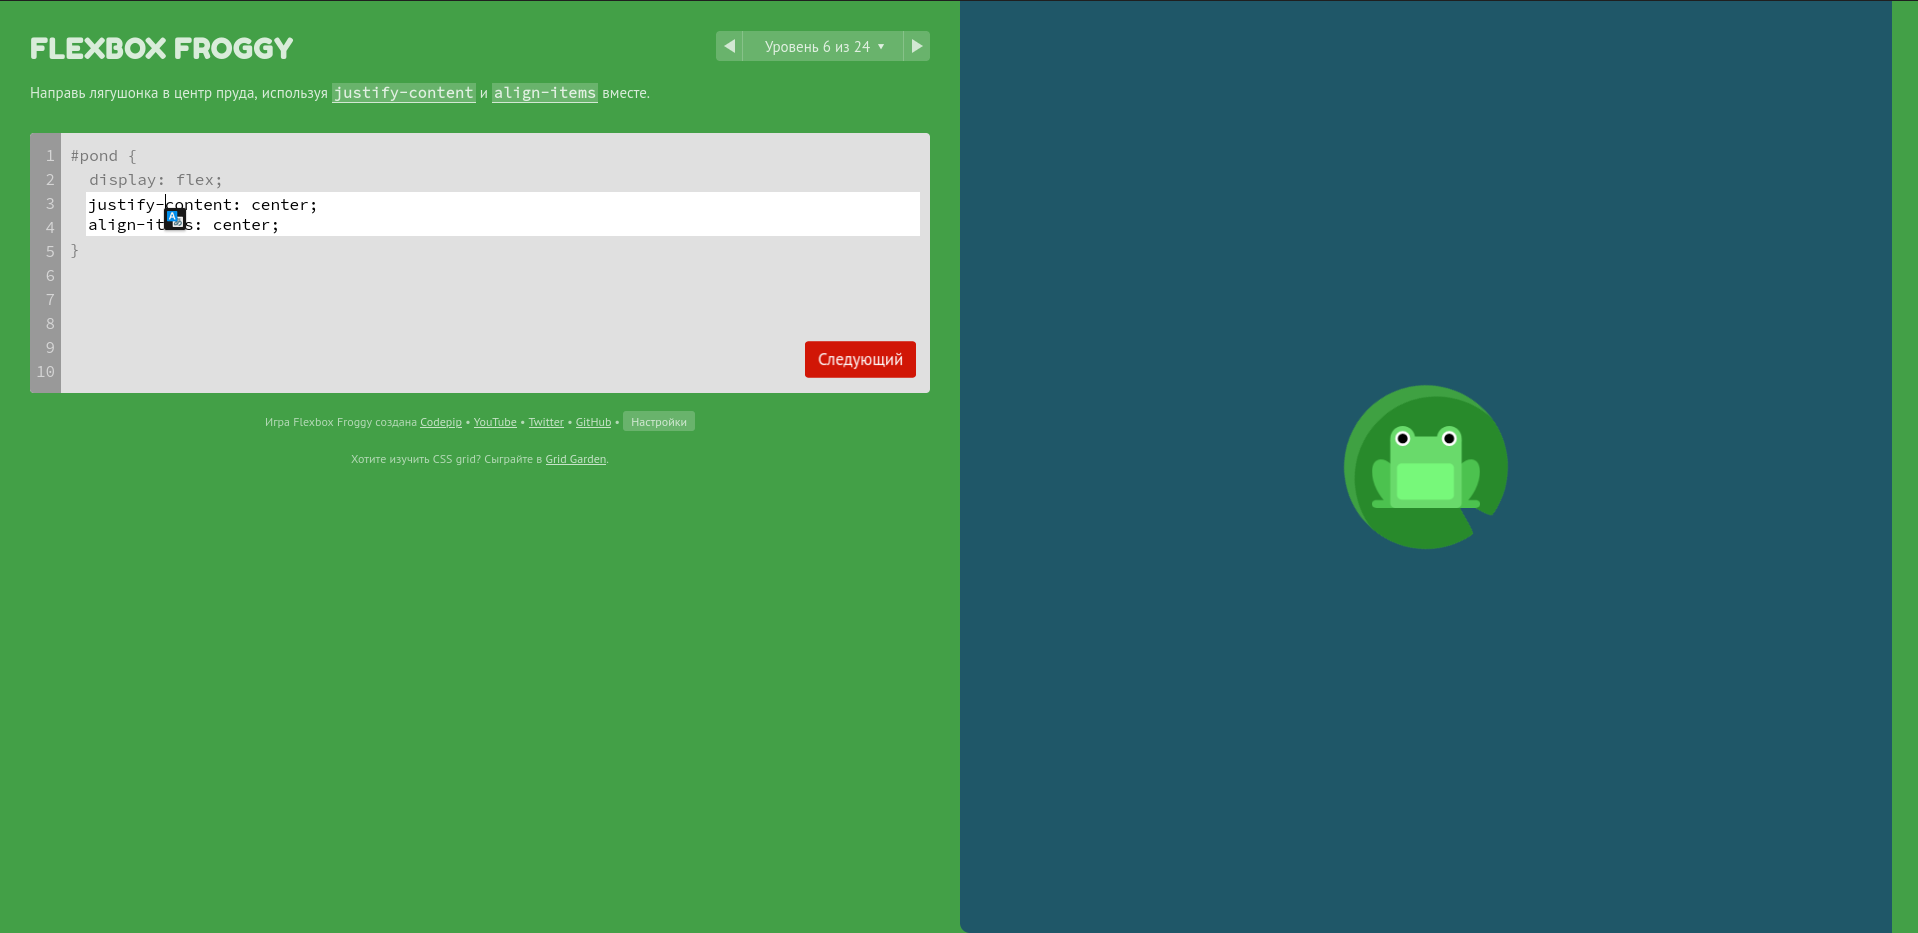 FLEXBOX FROGGY
Уровень 6 из 24 ▾
Направь лягушонка в центр пруда, используя justify-content и align-items вместе.
1 #pond {
2 display: flex;
3 justify-content: center;
4 align-it s: center;
5 }
6
7
8
9
10
Следующий
Игра Flexbox Froggy создана Codepip • YouTube • Twitter • GitHub • Настройки
Хотите изучить CSS grid? Сыграйте в Grid Garden.